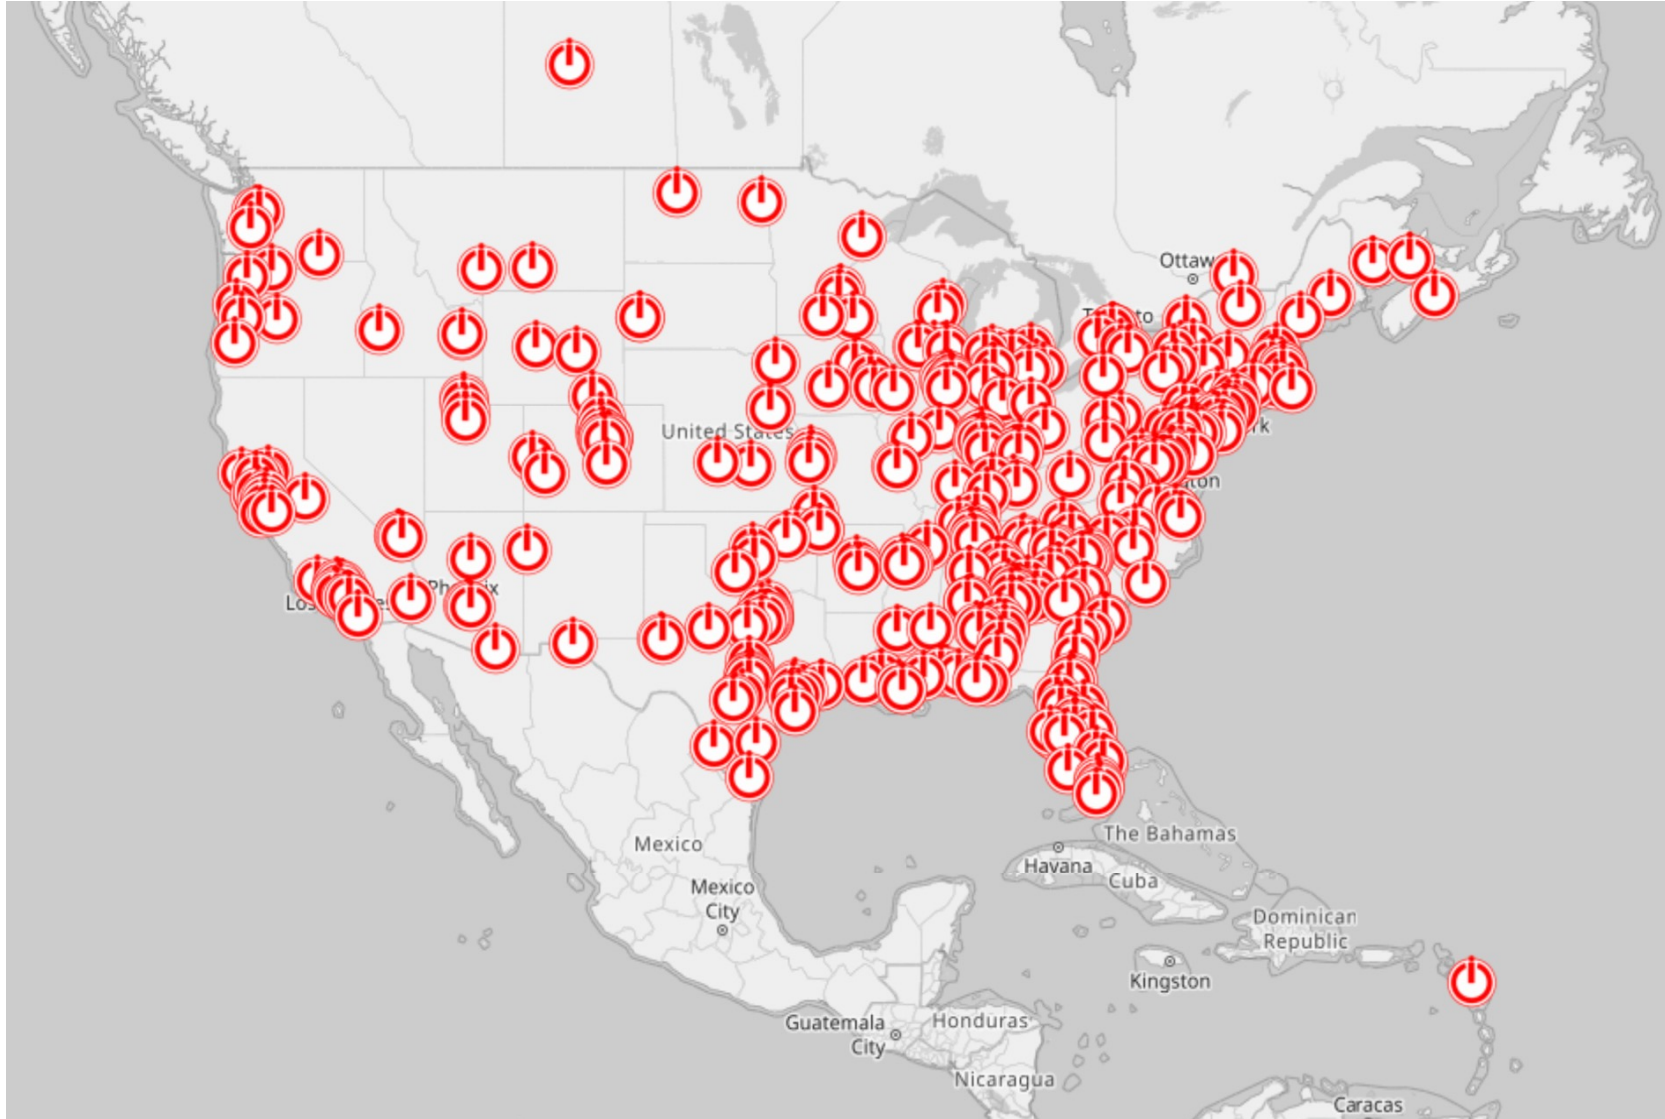 Ottaw
United States
The Bahamas
Havana
Cuba
Mexico
Mexico
City
Dominican
Republic
Kingston
Guatemala
City
Honduras
Nicaragua
Caracas